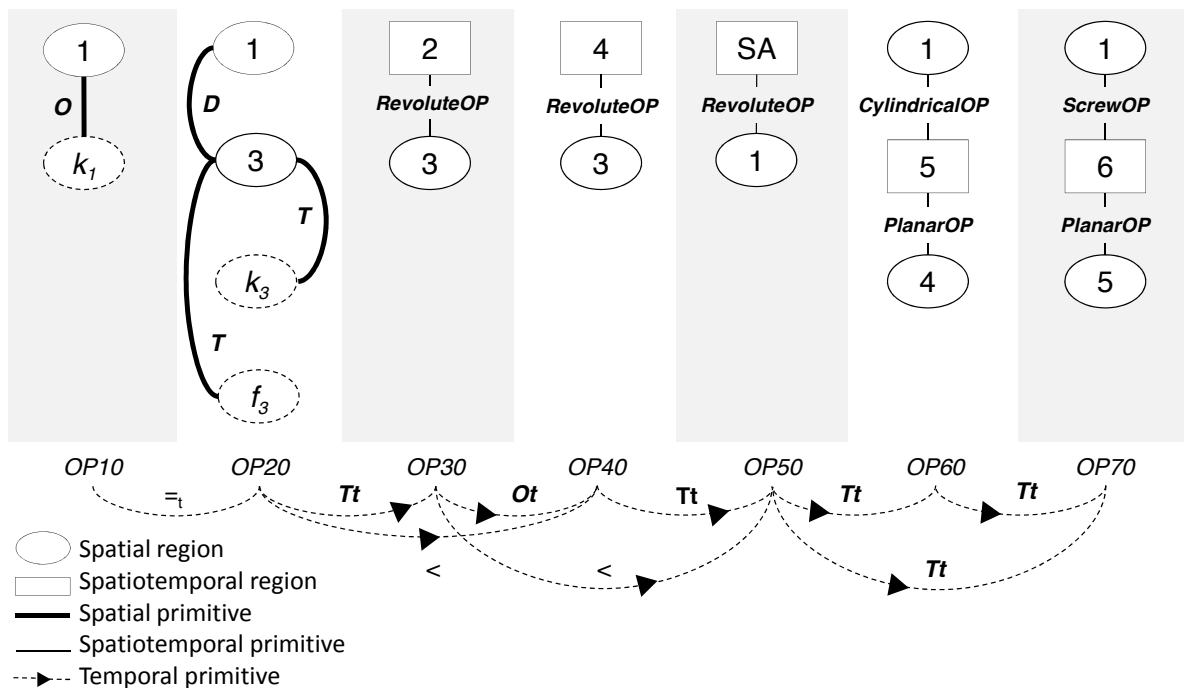 1 1 2 4 SA 1 1
O D RevoluteOP RevoluteOP RevoluteOP CylindricalOP ScrewOP
k1 3 3 3 1 5 6
T PlanarOP PlanarOP
k3 4 5
T
f3
OP10 OP20 OP30 OP40 OP50 OP60 OP70
=t Tt Ot Tt Tt Tt
< < Tt
Spatial region
Spatiotemporal region
Spatial primitive
Spatiotemporal primitive
Temporal primitive